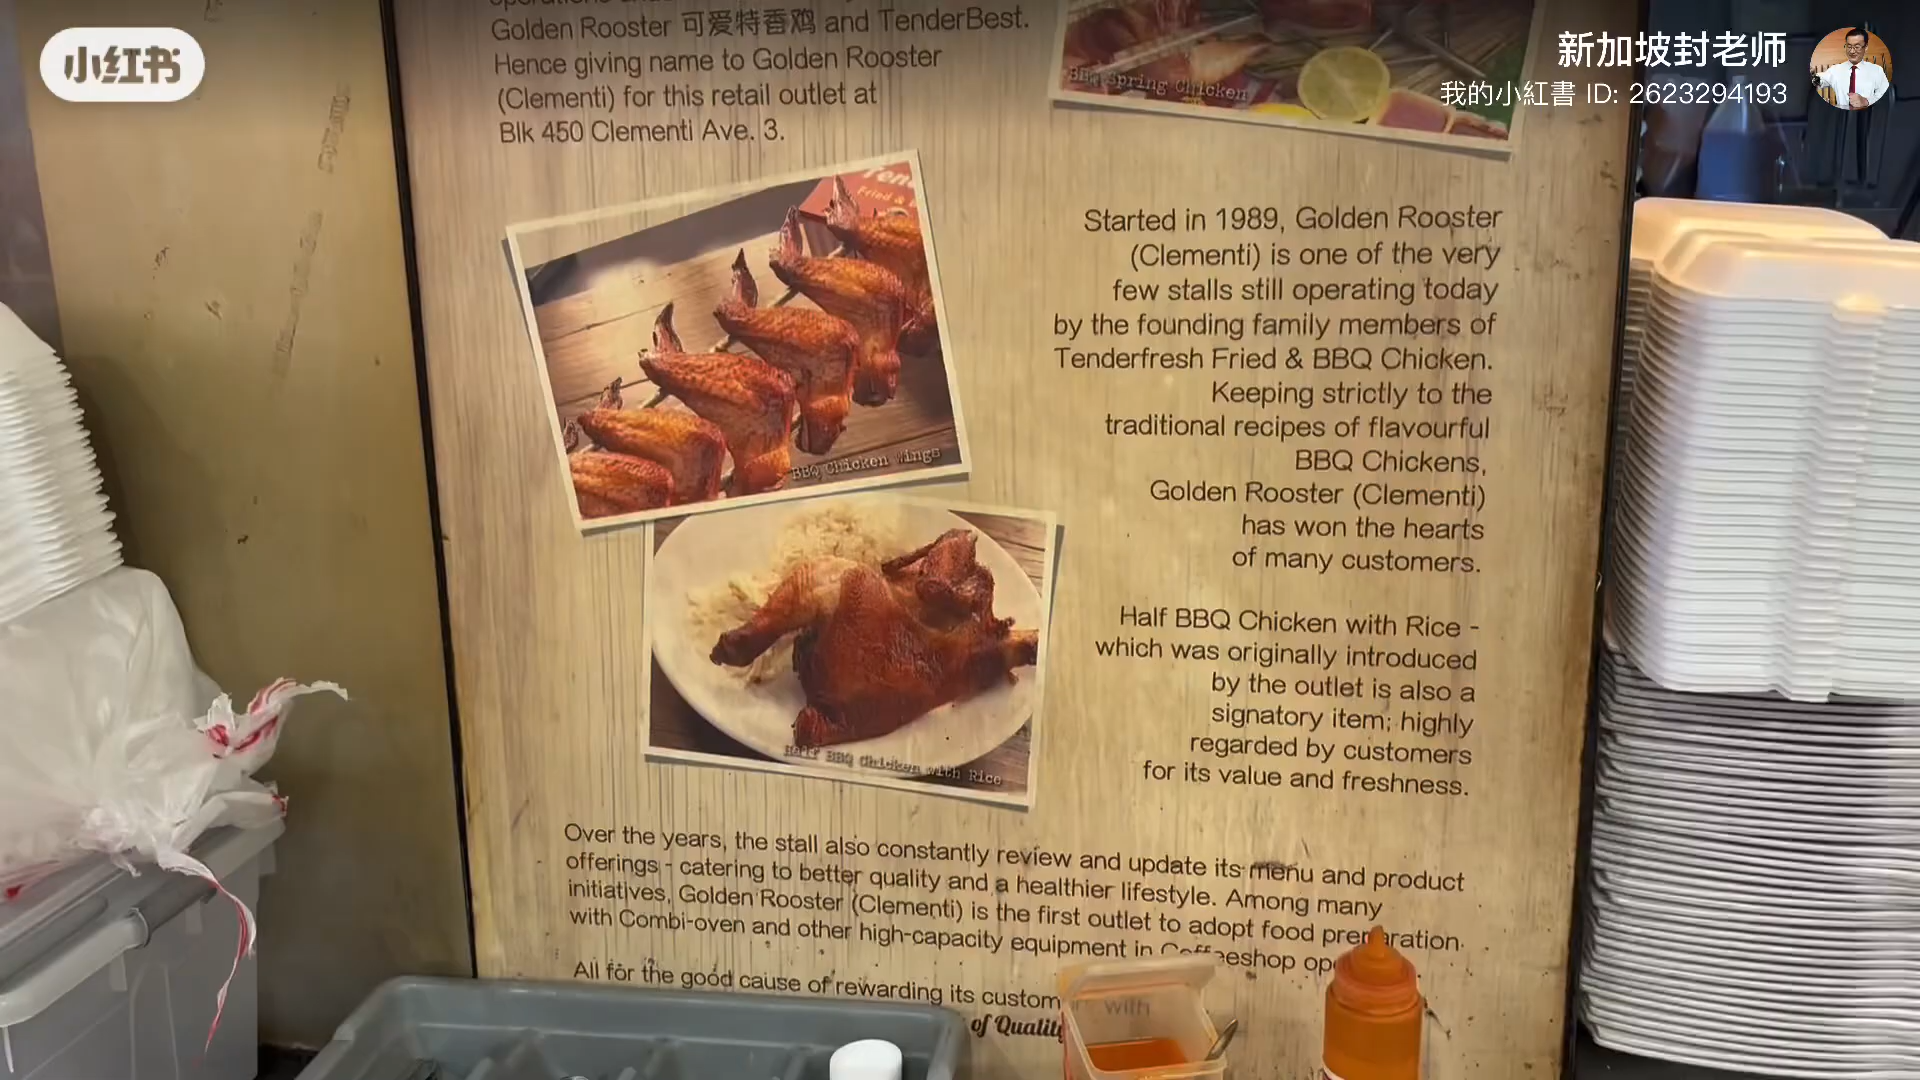 小红书
新加坡封老师
我的小紅書 ID: 2623294193
Golden Rooster 可爱特香鸡 and TenderBest.
Hence giving name to Golden Rooster
(Clementi) for this retail outlet at
Blk 450 Clementi Ave. 3.
BBQ Spring Chicken
Fried &
BBQ Chicken Wings
Started in 1989, Golden Rooster
(Clementi) is one of the very
few stalls still operating today
by the founding family members of
Tenderfresh Fried & BBQ Chicken.
Keeping strictly to the
traditional recipes of flavourful
BBQ Chickens,
Golden Rooster (Clementi)
has won the hearts
of many customers.
Half BBQ Chicken with Rice
Half BBQ Chicken with Rice -
which was originally introduced
by the outlet is also a
signatory item; highly
regarded by customers
for its value and freshness.
Over the years, the stall also constantly review and update its menu and product
offerings - catering to better quality and a healthier lifestyle. Among many
initiatives, Golden Rooster (Clementi) is the first outlet to adopt food preparation
with Combi-oven and other high-capacity equipment in Coffeeshop
All for the good cause of rewarding its customers with
of Quality